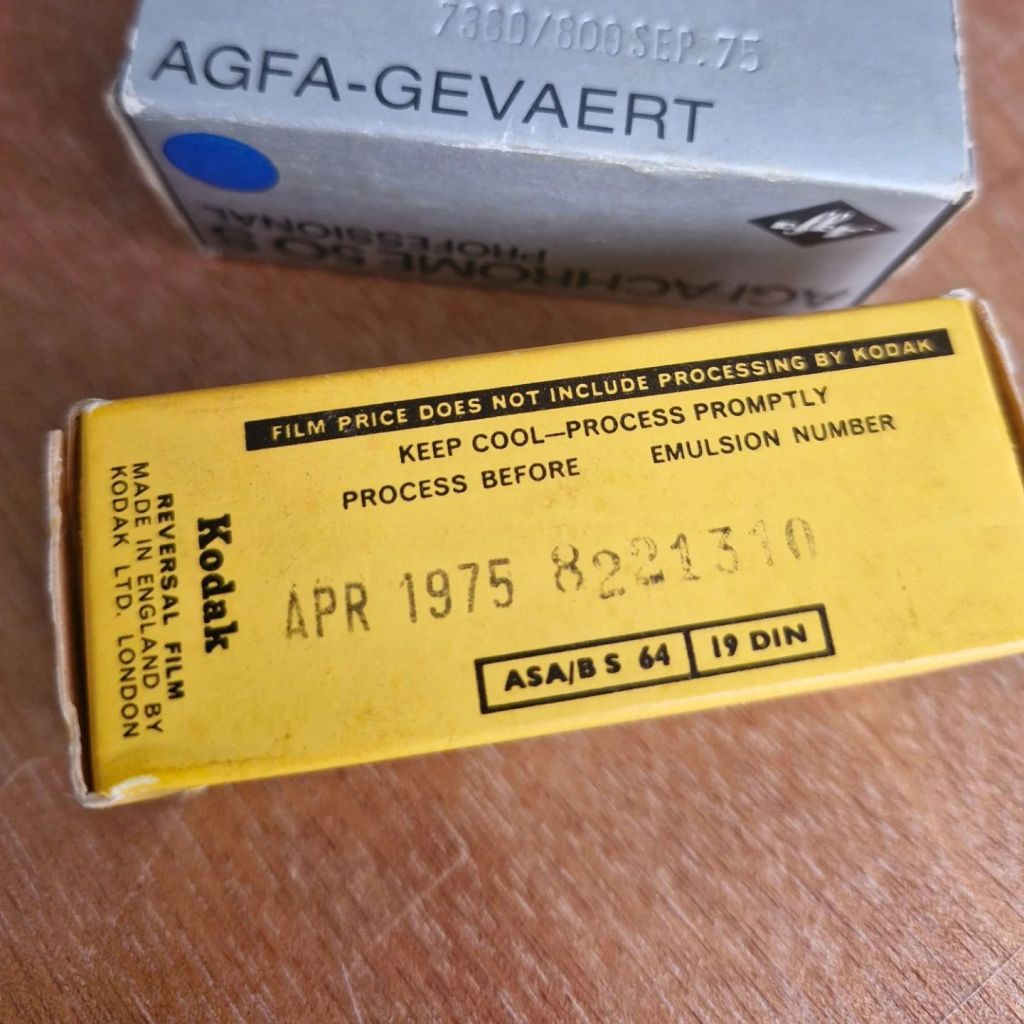 7380/800 SEP. 75
AGFA-GEVAERT
AGFACHROME 50 S
PROFESSIONAL
FILM PRICE DOES NOT INCLUDE PROCESSING BY KODAK
KEEP COOL—PROCESS PROMPTLY
PROCESS BEFORE EMULSION NUMBER
APR 1975 8221310
ASA/B S 64 19 DIN
Kodak
REVERSAL FILM
MADE IN ENGLAND BY
KODAK LTD. LONDON